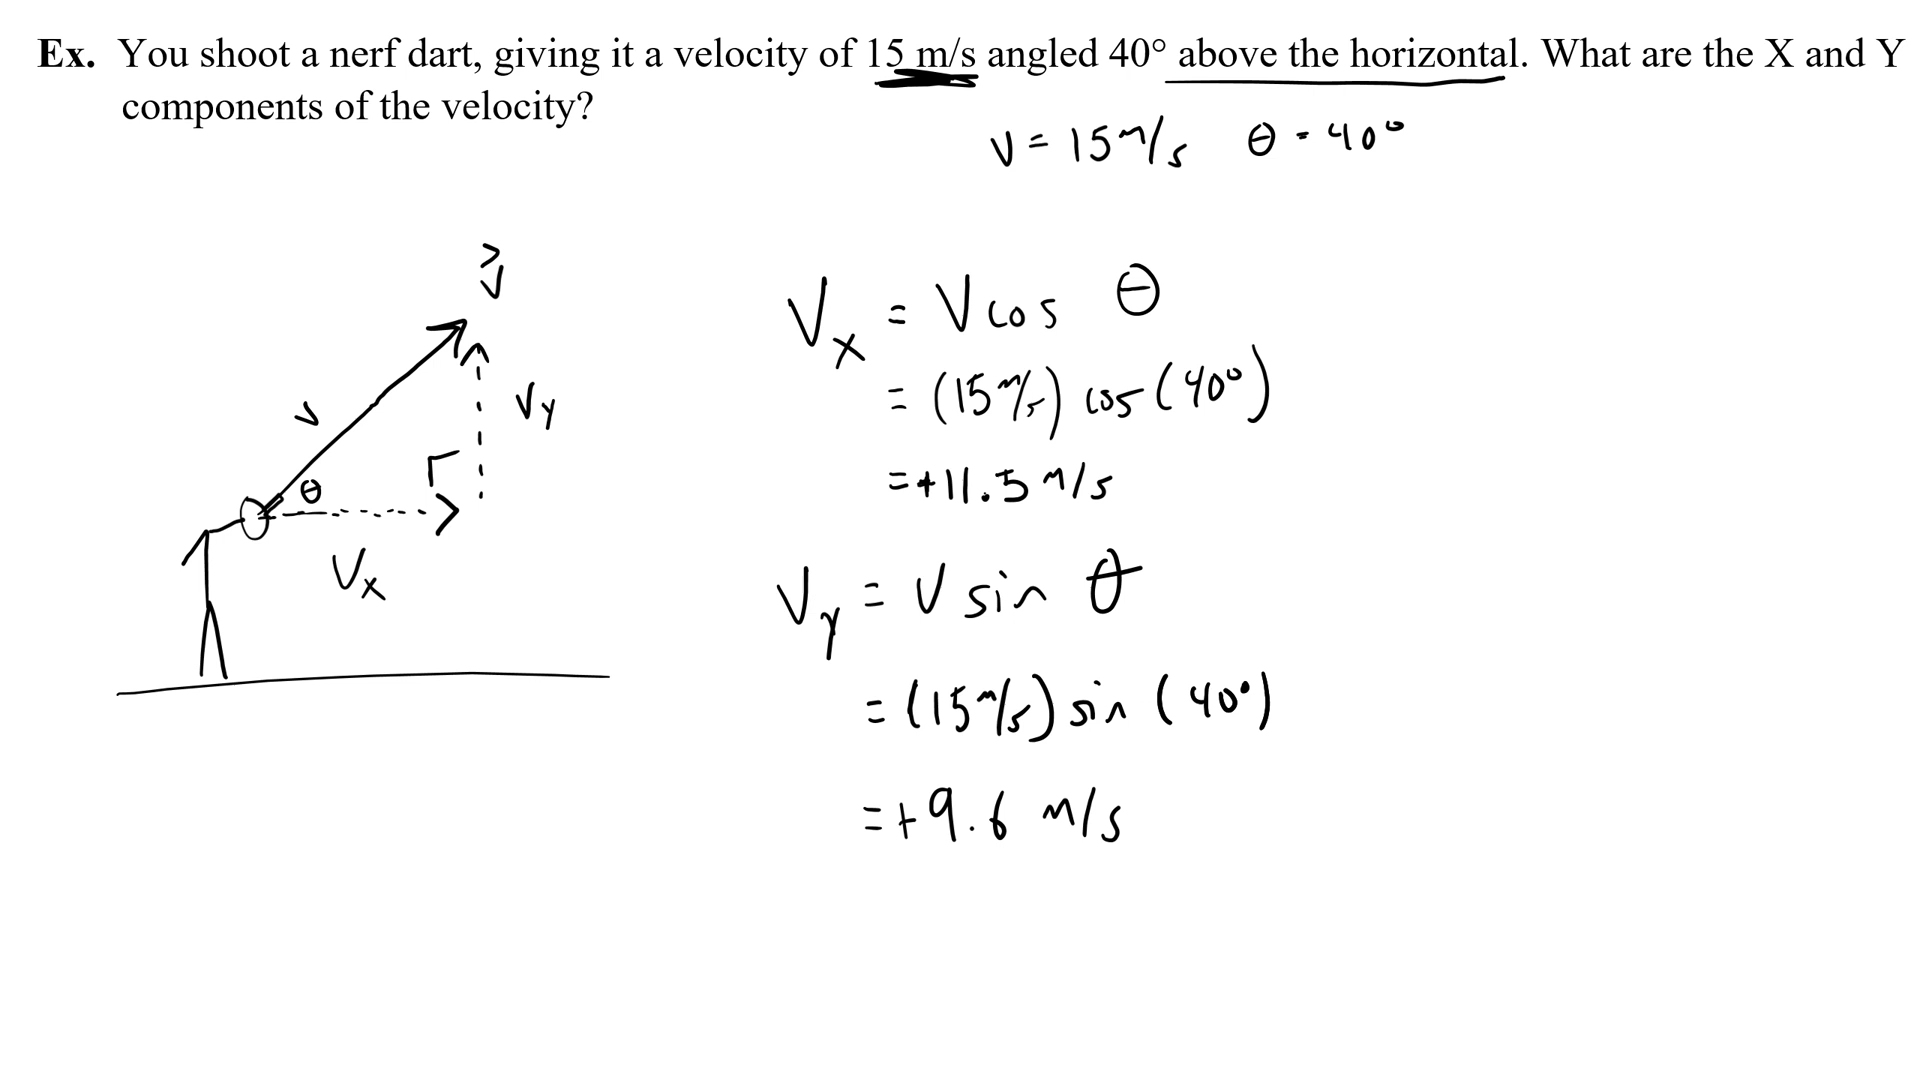 Ex. You shoot a nerf dart, giving it a velocity of 15 m/s angled 40° above the horizontal. What are the X and Y
components of the velocity?
V = 15 m/s θ = 40°
V⃗
V
Vy
θ
Vx
Vx = V cos θ
= (15 m/s) cos (40°)
= +11.5 m/s
Vy = V sin θ
= (15 m/s) sin (40°)
= +9.6 m/s